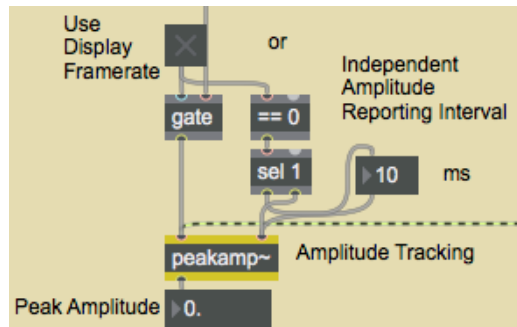 Use
Display
Framerate
or
Independent
Amplitude
Reporting Interval
gate
== 0
sel 1
10
ms
peakamp~
Amplitude Tracking
Peak Amplitude
0.